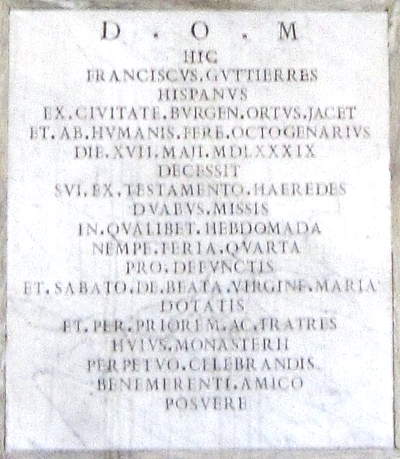 D . O . M
HIC
FRANCISCVS.GVTTIERRES
HISPANVS
EX.CIVITATE.BVRGEN.ORTVS.JACET
ET.AB.HVMANIS.FERE.OCTOGENARIVS
DIE.XVII.MAJI.MDLXXXIX
DECESSIT
SVI.EX.TESTAMENTO.HAEREDES
DVABVS.MISSIS
IN.QVALIBET.HEBDOMADA
NEMPE.FERIA.QVARTA
PRO.DEFVNCTIS
ET.SABATO.DE.BEATA.VIRGINE.MARIA
DOTATIS
ET.PER.PRIOREM.AC.FRATRES
HVIVS.MONASTERII
PERPETVO.CELEBRANDIS
BENEMERENTI.AMICO
POSVERE